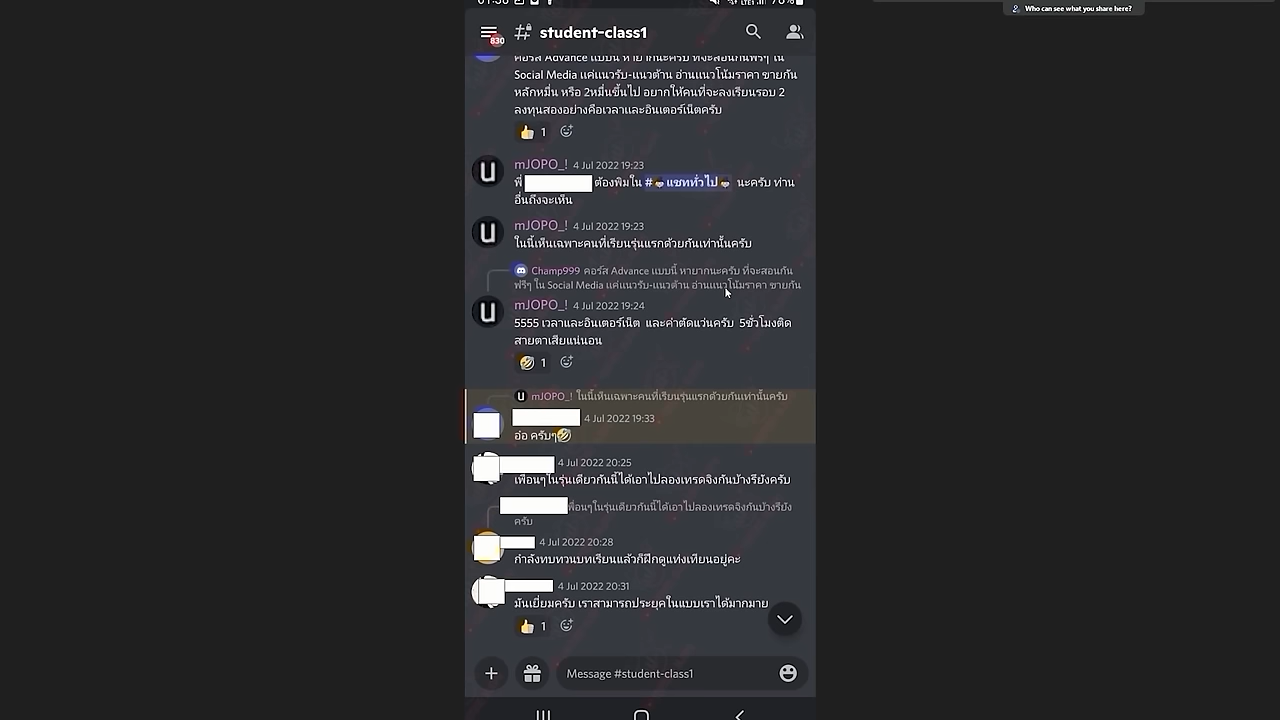 Who can see what you share here?
830
student-class1
คอร์ส Advance แบบนี้ หายากนะครับ ที่จะสอนกันฟรีๆ ใน
Social Media แค่แนวรับ-แนวต้าน อ่านแนวโน้มราคา ขายกัน
หลักหมื่น หรือ 2หมื่นขึ้นไป อยากให้คนที่จะลงเรียนรอบ 2
ลงทุนสองอย่างคือเวลาและอินเตอร์เน็ตครับ
1
mJOPO_! 4 Jul 2022 19:23
พี่ ต้องพิมใน # แชททั่วไป นะครับ ท่าน
อื่นถึงจะเห็น
mJOPO_! 4 Jul 2022 19:23
ในนี้เห็นเฉพาะคนที่เรียนรุ่นแรกด้วยกันเท่านั้นครับ
Champ999 คอร์ส Advance แบบนี้ หายากนะครับ ที่จะสอนกัน
ฟรีๆ ใน Social Media แค่แนวรับ-แนวต้าน อ่านแนวโน้มราคา ขายกัน
mJOPO_! 4 Jul 2022 19:24
5555 เวลาและอินเตอร์เน็ต และค่าตัดแว่นครับ 5ชั่วโมงติด
สายตาเสียแน่นอน
1
mJOPO_! ในนี้เห็นเฉพาะคนที่เรียนรุ่นแรกด้วยกันเท่านั้นครับ
4 Jul 2022 19:33
อ๋อ ครับๆ
4 Jul 2022 20:25
เพื่อนๆในรุ่นเดียวกันนี้ได้เอาไปลองเทรดจิงกันบ้างรึยังครับ
พื่อนๆในรุ่นเดียวกันนี้ได้เอาไปลองเทรดจิงกันบ้างรึยัง
ครับ
4 Jul 2022 20:28
กำลังทบทวนบทเรียนแล้วก็ฝึกดูแท่งเทียนอยู่คะ
4 Jul 2022 20:31
มันเยี่ยมครับ เราสามารถประยุคในแบบเราได้มากมาย
1
Message #student-class1